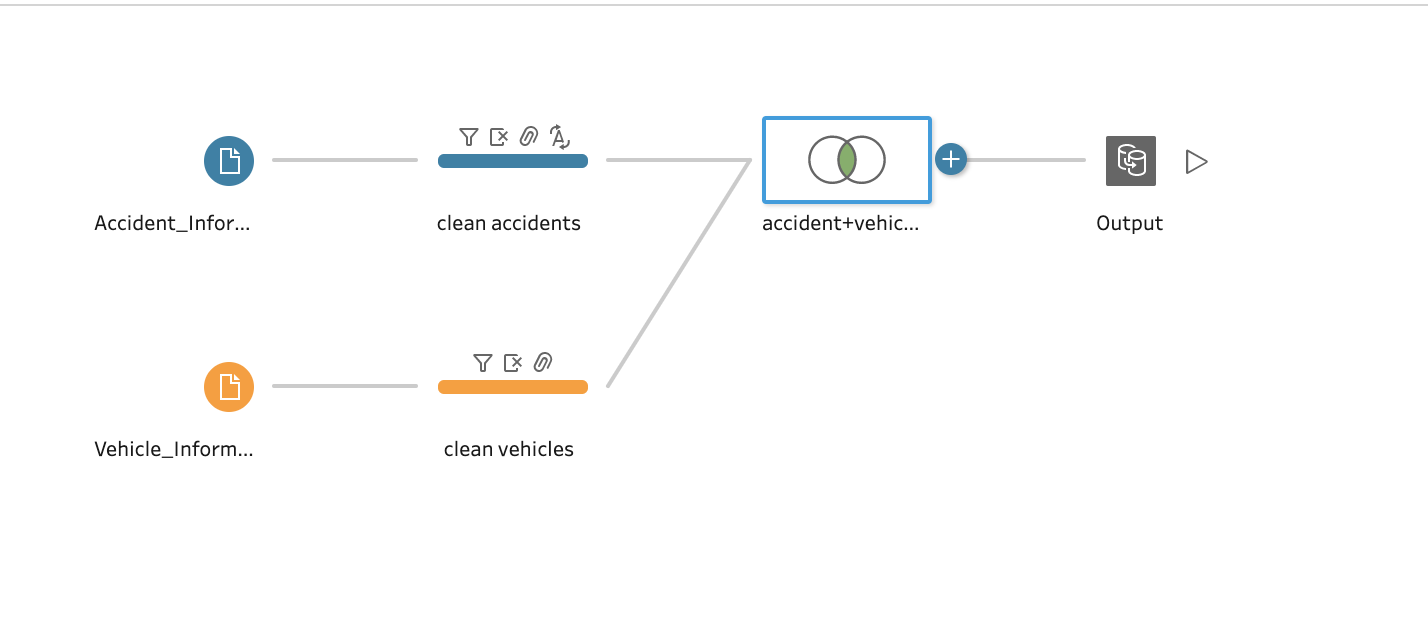 Accident_Infor...
clean accidents
accident+vehic...
Output
Vehicle_Inform...
clean vehicles